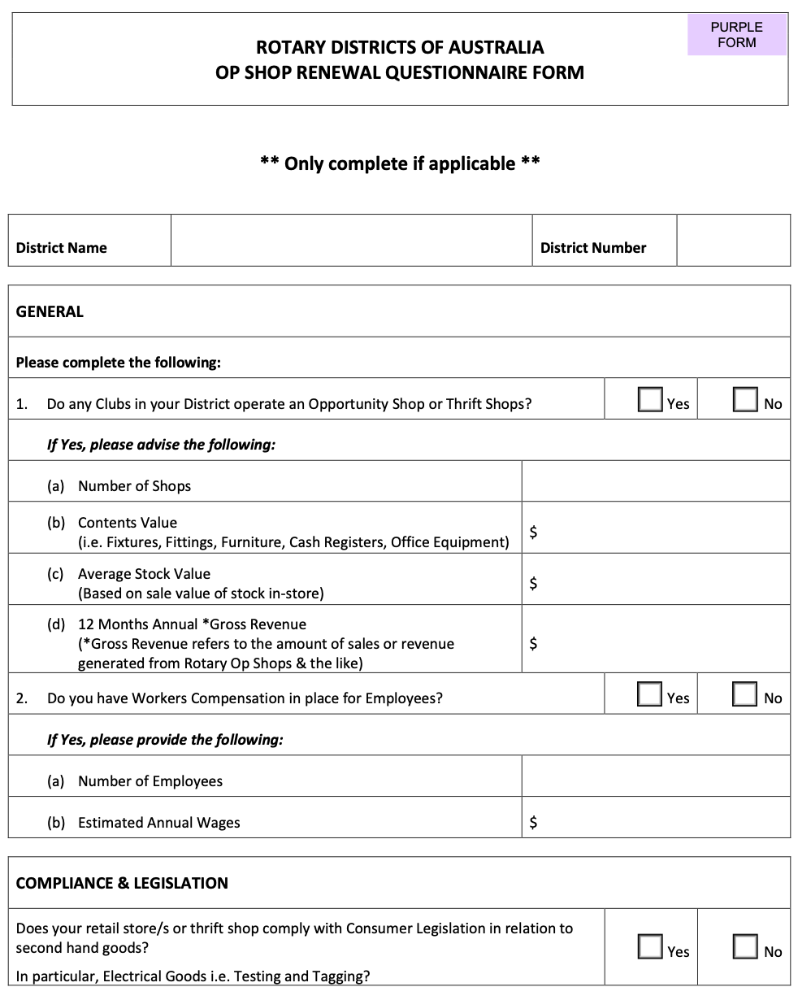 PURPLE
FORM
ROTARY DISTRICTS OF AUSTRALIA
OP SHOP RENEWAL QUESTIONNAIRE FORM
** Only complete if applicable **
District Name
District Number
GENERAL
Please complete the following:
1. Do any Clubs in your District operate an Opportunity Shop or Thrift Shops? Yes No
If Yes, please advise the following:
(a) Number of Shops
(b) Contents Value
(i.e. Fixtures, Fittings, Furniture, Cash Registers, Office Equipment) $
(c) Average Stock Value
(Based on sale value of stock in-store) $
(d) 12 Months Annual *Gross Revenue
(*Gross Revenue refers to the amount of sales or revenue $
generated from Rotary Op Shops & the like)
2. Do you have Workers Compensation in place for Employees? Yes No
If Yes, please provide the following:
(a) Number of Employees
(b) Estimated Annual Wages $
COMPLIANCE & LEGISLATION
Does your retail store/s or thrift shop comply with Consumer Legislation in relation to
second hand goods? Yes No
In particular, Electrical Goods i.e. Testing and Tagging?